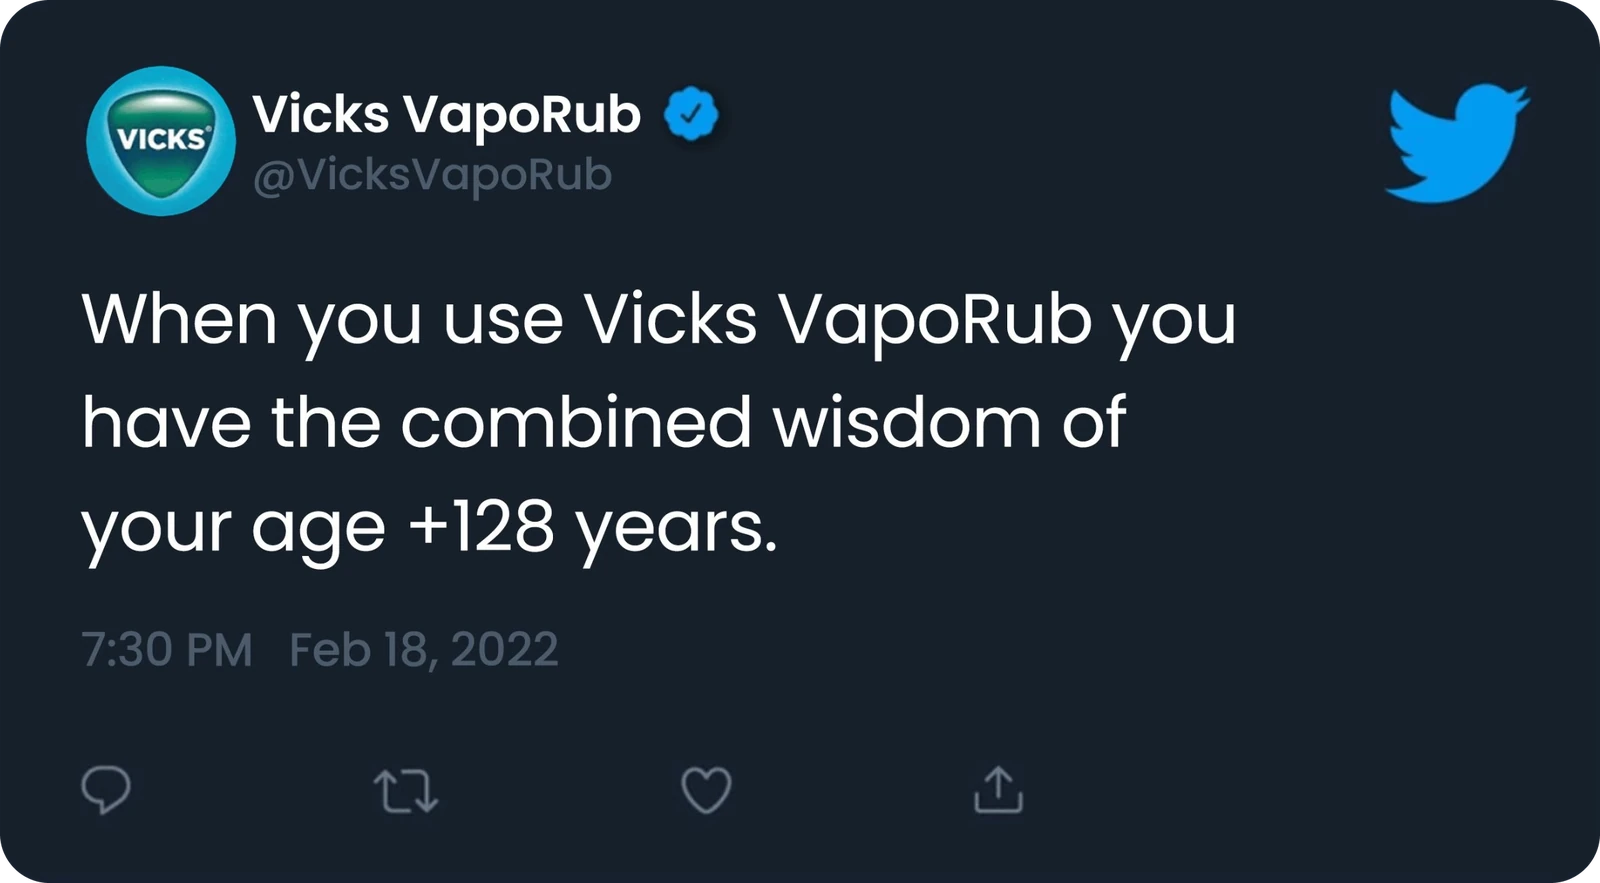 VICKS
Vicks VapoRub
@VicksVapoRub
When you use Vicks VapoRub you
have the combined wisdom of
your age +128 years.
7:30 PM Feb 18, 2022